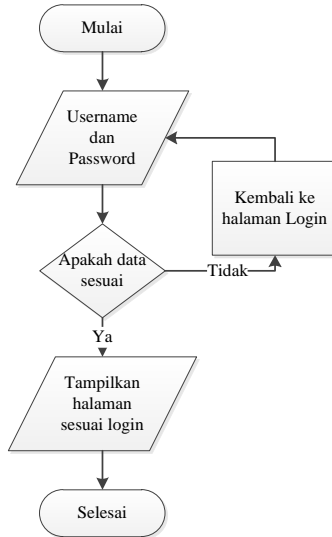 Mulai
Username
dan
Password
Kembali ke
halaman Login
Apakah data
sesuai
Tidak
Ya
Tampilkan
halaman
sesuai login
Selesai